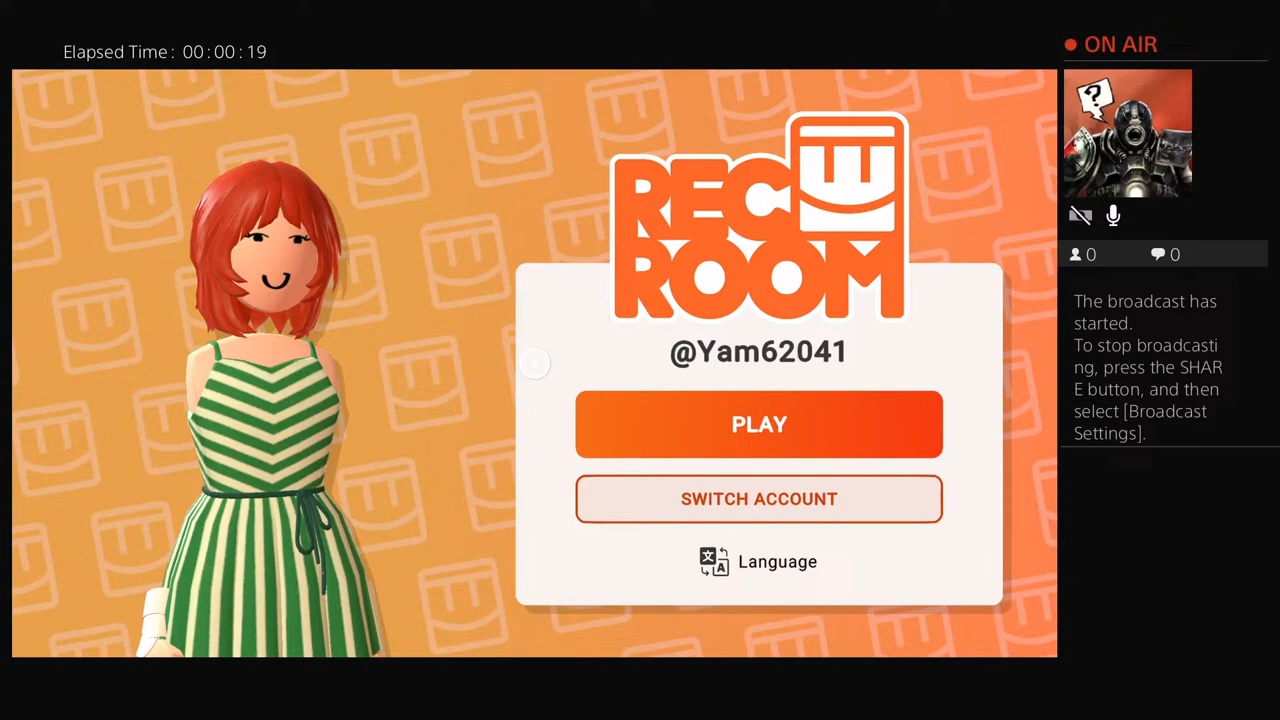 Elapsed Time: 00:00:19
ON AIR
?
REC
ROOM
@Yam62041
PLAY
SWITCH ACCOUNT
文 A Language
0 0
The broadcast has
started.
To stop broadcasti
ng, press the SHAR
E button, and then
select [Broadcast
Settings].